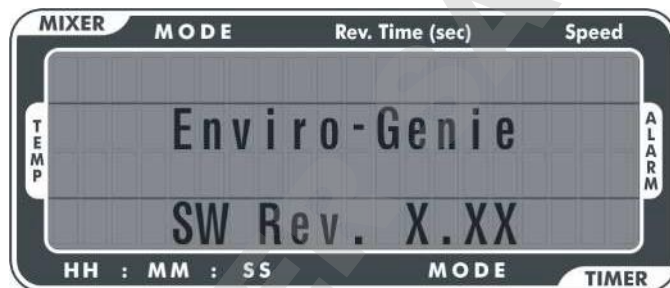 MIXER MODE Rev. Time (sec) Speed
TEMP
Enviro-Genie
ALARM
SW Rev. X.XX
HH : MM : SS MODE TIMER